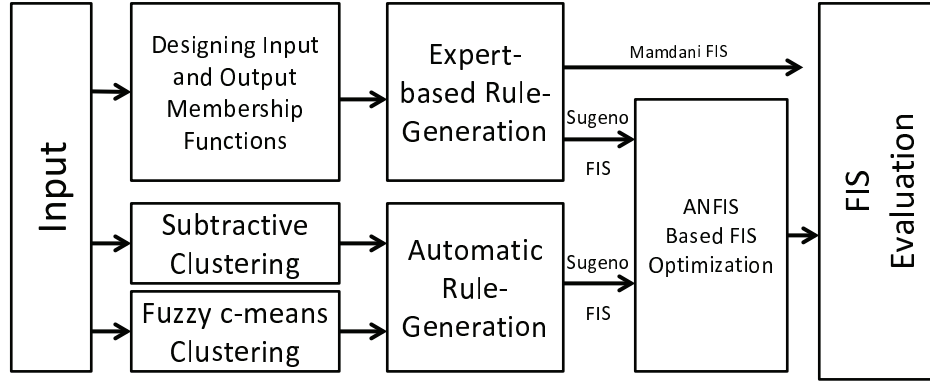 Input
Designing Input
and Output
Membership
Functions
Expert-
based Rule-
Generation
Mamdani FIS
Sugeno
FIS
Subtractive
Clustering
Fuzzy c-means
Clustering
Automatic
Rule-
Generation
Sugeno
FIS
ANFIS
Based FIS
Optimization
FIS
Evaluation